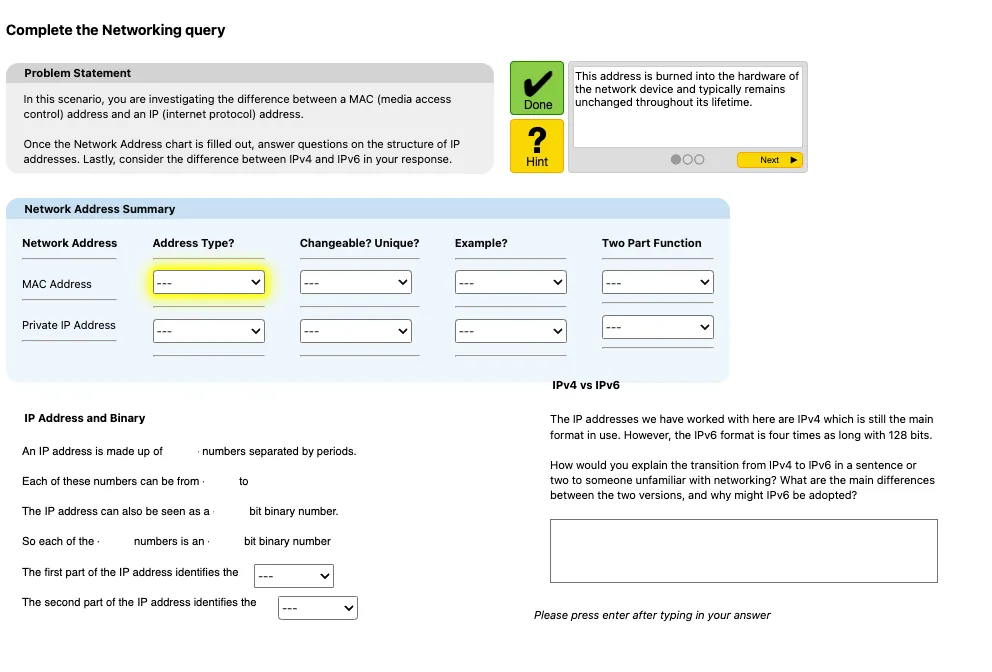 Complete the Networking query
Problem Statement
In this scenario, you are investigating the difference between a MAC (media access
control) address and an IP (internet protocol) address.
Once the Network Address chart is filled out, answer questions on the structure of IP
addresses. Lastly, consider the difference between IPv4 and IPv6 in your response.
Done
?
Hint
This address is burned into the hardware of
the network device and typically remains
unchanged throughout its lifetime.
Next
Network Address Summary
Network Address Address Type? Changeable? Unique? Example? Two Part Function
MAC Address --- --- --- ---
Private IP Address --- --- --- ---
IP Address and Binary
An IP address is made up of numbers separated by periods.
Each of these numbers can be from to
The IP address can also be seen as a bit binary number.
So each of the numbers is an bit binary number
The first part of the IP address identifies the ---
The second part of the IP address identifies the ---
IPv4 vs IPv6
The IP addresses we have worked with here are IPv4 which is still the main
format in use. However, the IPv6 format is four times as long with 128 bits.
How would you explain the transition from IPv4 to IPv6 in a sentence or
two to someone unfamiliar with networking? What are the main differences
between the two versions, and why might IPv6 be adopted?
Please press enter after typing in your answer